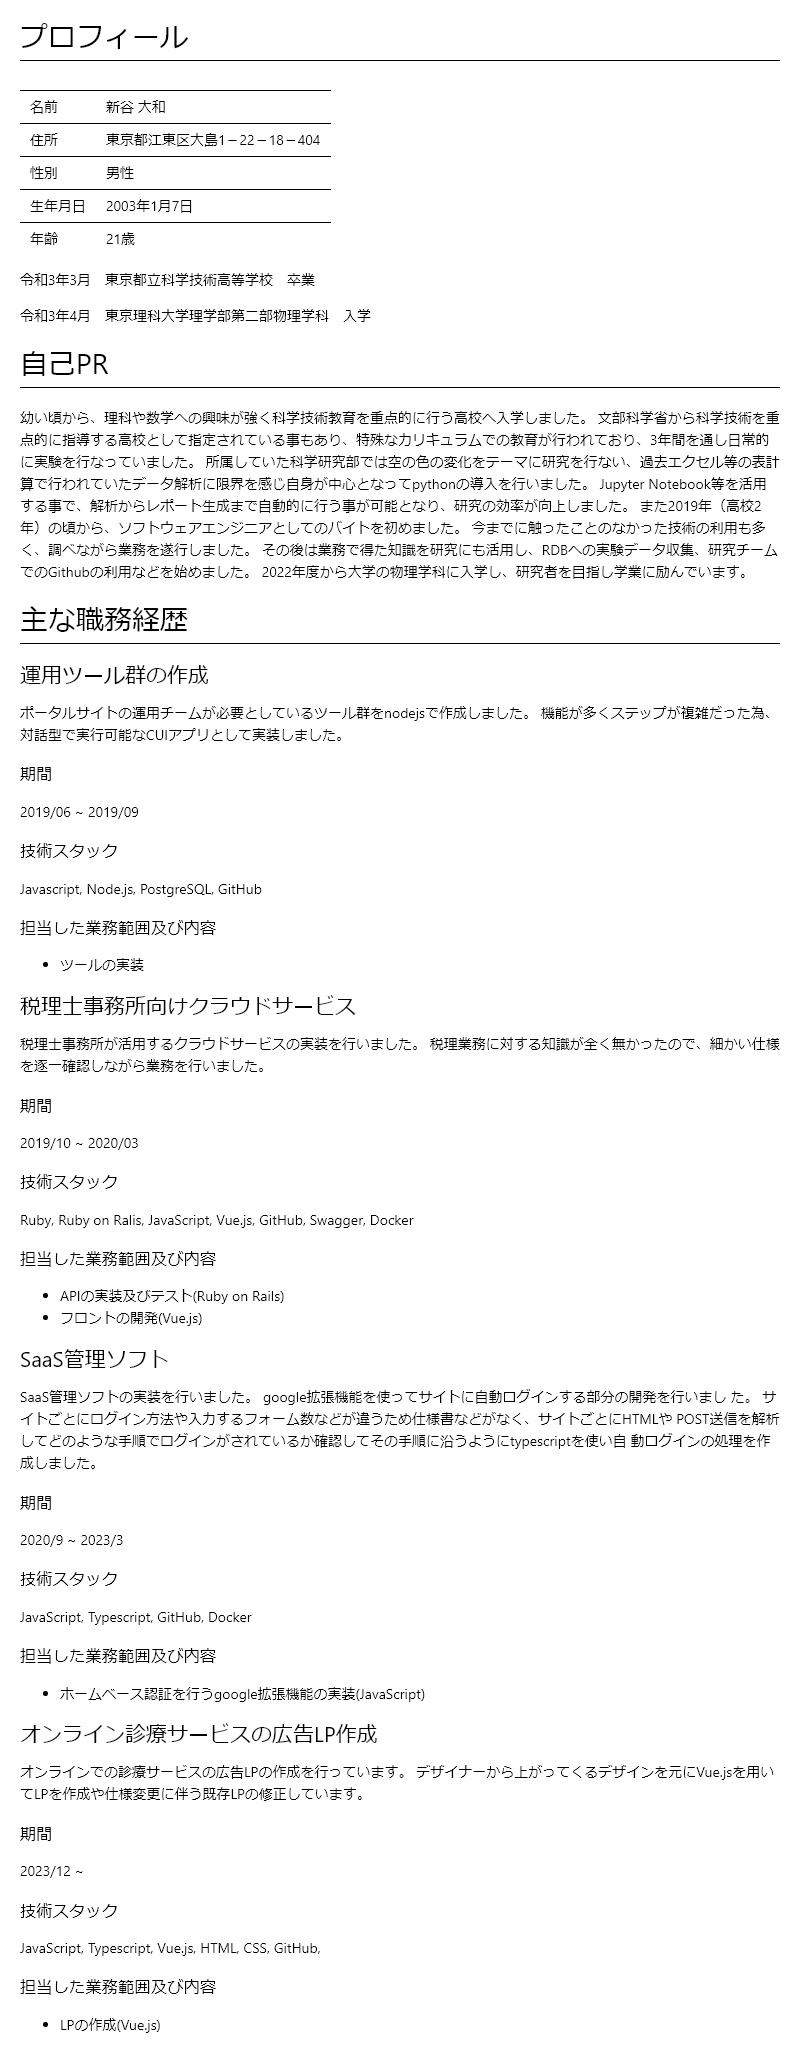 プロフィール
名前 新谷 大和
住所 東京都江東区大島1－22－18－404
性別 男性
生年月日 2003年1月7日
年齢 21歳
令和3年3月　東京都立科学技術高等学校　卒業
令和3年4月　東京理科大学理学部第二部物理学科　入学
自己PR
幼い頃から、理科や数学への興味が強く科学技術教育を重点的に行う高校へ入学しました。 文部科学省から科学技術を重
点的に指導する高校として指定されている事もあり、特殊なカリキュラムでの教育が行われており、3年間を通し日常的
に実験を行なっていました。 所属していた科学研究部では空の色の変化をテーマに研究を行ない、過去エクセル等の表計
算で行われていたデータ解析に限界を感じ自身が中心となってpythonの導入を行いました。 Jupyter Notebook等を活用
する事で、解析からレポート生成まで自動的に行う事が可能となり、研究の効率が向上しました。 また2019年（高校2
年）の頃から、ソフトウェアエンジニアとしてのバイトを初めました。 今までに触ったことのなかった技術の利用も多
く、調べながら業務を遂行しました。 その後は業務で得た知識を研究にも活用し、RDBへの実験データ収集、研究チーム
でのGithubの利用などを始めました。 2022年度から大学の物理学科に入学し、研究者を目指し学業に励んでいます。
主な職務経歴
運用ツール群の作成
ポータルサイトの運用チームが必要としているツール群をnodejsで作成しました。 機能が多くステップが複雑だった為、
対話型で実行可能なCUIアプリとして実装しました。
期間
2019/06 ~ 2019/09
技術スタック
Javascript, Node.js, PostgreSQL, GitHub
担当した業務範囲及び内容
• ツールの実装
税理士事務所向けクラウドサービス
税理士事務所が活用するクラウドサービスの実装を行いました。 税理業務に対する知識が全く無かったので、細かい仕様
を逐一確認しながら業務を行いました。
期間
2019/10 ~ 2020/03
技術スタック
Ruby, Ruby on Ralis, JavaScript, Vue.js, GitHub, Swagger, Docker
担当した業務範囲及び内容
• APIの実装及びテスト(Ruby on Rails)
• フロントの開発(Vue.js)
SaaS管理ソフト
SaaS管理ソフトの実装を行いました。 google拡張機能を使ってサイトに自動ログインする部分の開発を行いまし た。 サ
イトごとにログイン方法や入力するフォーム数などが違うため仕様書などがなく、サイトごとにHTMLや POST送信を解析
してどのような手順でログインがされているか確認してその手順に沿うようにtypescriptを使い自 動ログインの処理を作
成しました。
期間
2020/9 ~ 2023/3
技術スタック
JavaScript, Typescript, GitHub, Docker
担当した業務範囲及び内容
• ホームベース認証を行うgoogle拡張機能の実装(JavaScript)
オンライン診療サービスの広告LP作成
オンラインでの診療サービスの広告LPの作成を行っています。 デザイナーから上がってくるデザインを元にVue.jsを用い
てLPを作成や仕様変更に伴う既存LPの修正しています。
期間
2023/12 ~
技術スタック
JavaScript, Typescript, Vue.js, HTML, CSS, GitHub,
担当した業務範囲及び内容
• LPの作成(Vue.js)